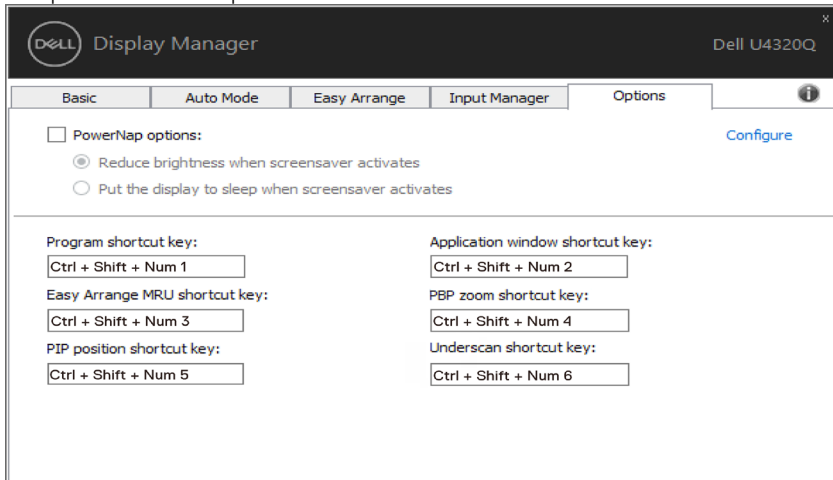 DELL Display Manager
Dell U4320Q
Basic Auto Mode Easy Arrange Input Manager Options
PowerNap options: Configure
Reduce brightness when screensaver activates
Put the display to sleep when screensaver activates
Program shortcut key: Application window shortcut key:
Ctrl + Shift + Num 1 Ctrl + Shift + Num 2
Easy Arrange MRU shortcut key: PBP zoom shortcut key:
Ctrl + Shift + Num 3 Ctrl + Shift + Num 4
PIP position shortcut key: Underscan shortcut key:
Ctrl + Shift + Num 5 Ctrl + Shift + Num 6